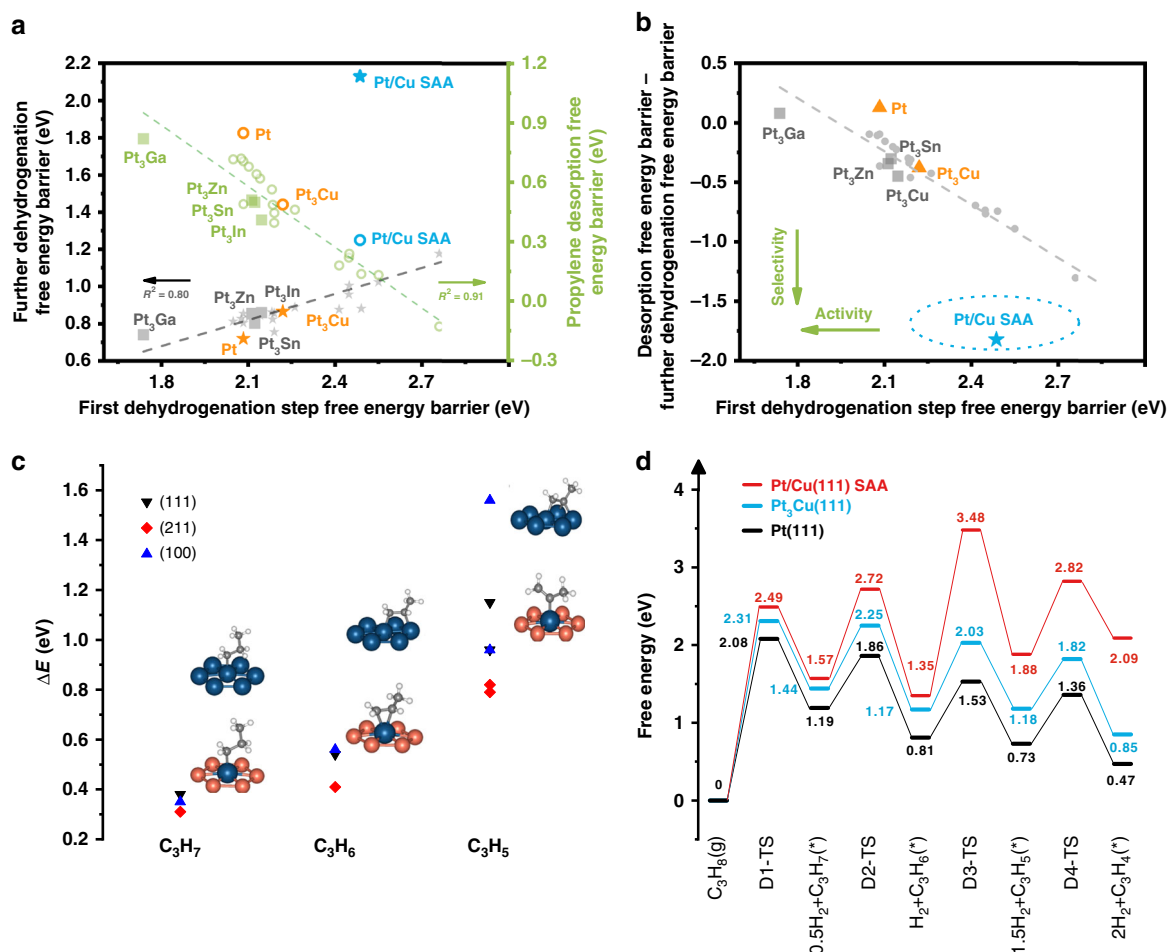 a
Further dehydrogenation
free energy barrier (eV)
2.2
2.0
1.8
1.6
1.4
1.2
1.0
0.8
0.6
1.8
2.1
2.4
2.7
First dehydrogenation step free energy barrier (eV)
1.2
0.9
0.6
0.3
0.0
−0.3
Propylene desorption free
energy barrier (eV)
Pt/Cu SAA
Pt
Pt₃Ga
Pt₃Zn
Pt₃Cu
Pt₃Sn
Pt₃In
Pt/Cu SAA
R² = 0.80
R² = 0.91
Pt₃Zn
Pt₃In
Pt₃Ga
Pt₃Cu
Pt
Pt₃Sn
b
Desorption free energy barrier –
further dehydrogenation free energy barrier
0.5
0.0
−0.5
−1.0
−1.5
−2.0
1.8
2.1
2.4
2.7
First dehydrogenation step free energy barrier (eV)
Pt
Pt₃Ga
Pt₃Sn
Pt₃Zn
Pt₃Cu
Pt₃Cu
Selectivity
Activity
Pt/Cu SAA
c
ΔE (eV)
1.6
1.4
1.2
1.0
0.8
0.6
0.4
0.2
(111)
(211)
(100)
C₃H₇
C₃H₆
C₃H₅
d
Free energy (eV)
4
3
2
1
0
Pt/Cu(111) SAA
Pt₃Cu(111)
Pt(111)
0
2.49
2.31
2.08
1.57
1.44
1.19
2.72
2.25
1.86
1.35
1.17
0.81
3.48
2.03
1.53
1.88
1.18
0.73
2.82
1.82
1.36
2.09
0.85
0.47
C₃H₈(g)
D1-TS
0.5H₂+C₃H₇(*)
D2-TS
H₂+C₃H₆(*)
D3-TS
1.5H₂+C₃H₅(*)
D4-TS
2H₂+C₃H₄(*)